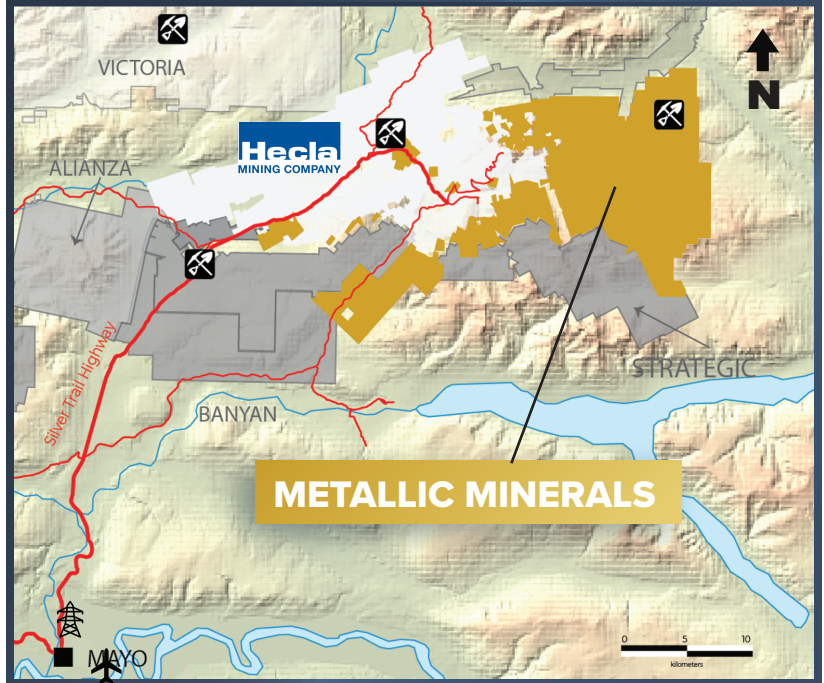 VICTORIA
N
Hecla
MINING COMPANY
ALIANZA
Silver Trail Highway
STRATEGIC
BANYAN
METALLIC MINERALS
0 5 10
kilometers
MAYO